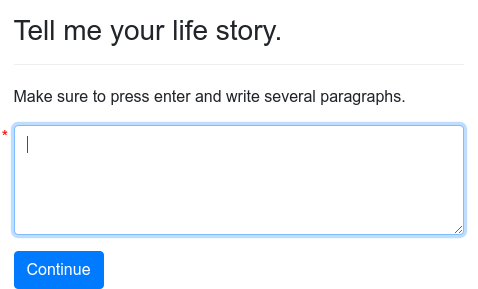 Tell me your life story.
Make sure to press enter and write several paragraphs.
*
Continue